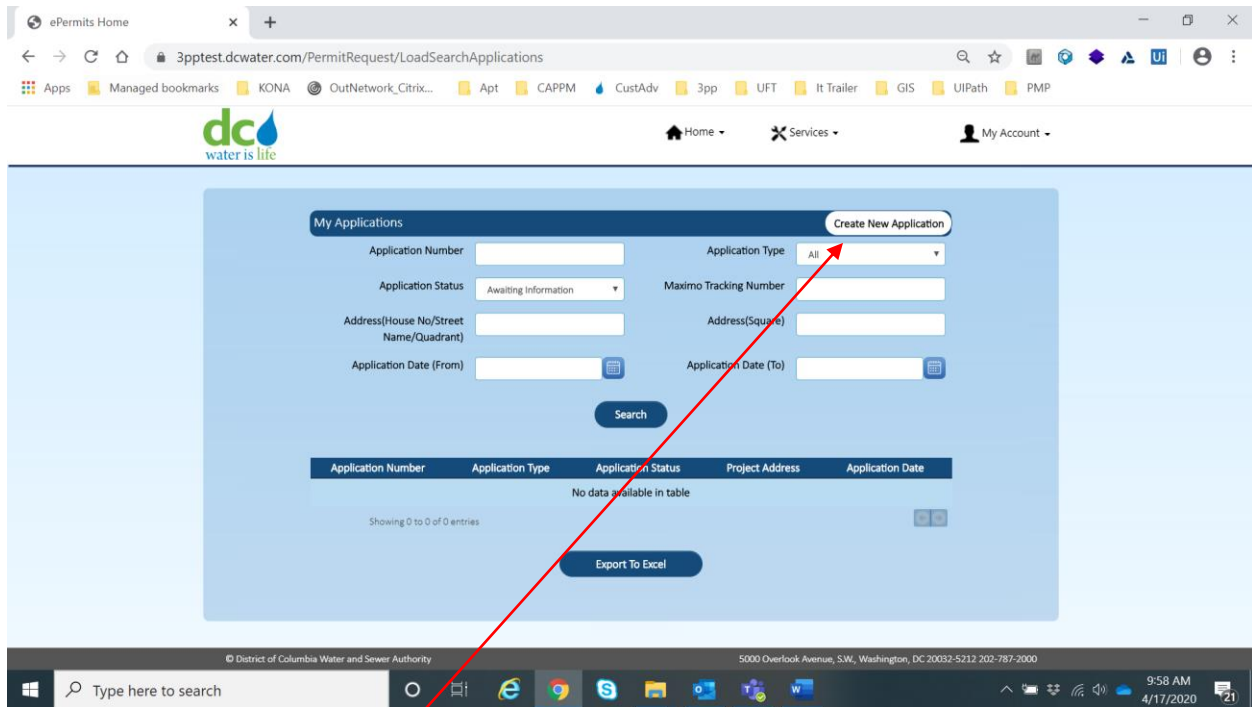 ePermits Home
3pptest.dcwater.com/PermitRequest/LoadSearchApplications
Ui
Apps Managed bookmarks KONA OutNetwork_Citrix... Apt CAPPM CustAdv 3pp UFT It Trailer GIS UIPath PMP
dc
water is life
Home Services My Account
My Applications Create New Application
Application Number Application Type All
Application Status Awaiting Information Maximo Tracking Number
Address(House No/Street Address(Square)
Name/Quadrant)
Application Date (From) Application Date (To)
Search
Application Number Application Type Application Status Project Address Application Date
No data available in table
Showing 0 to 0 of 0 entries
Export To Excel
© District of Columbia Water and Sewer Authority 5000 Overlook Avenue, S.W., Washington, DC 20032-5212 202-787-2000
Type here to search 9:58 AM
4/17/2020 21